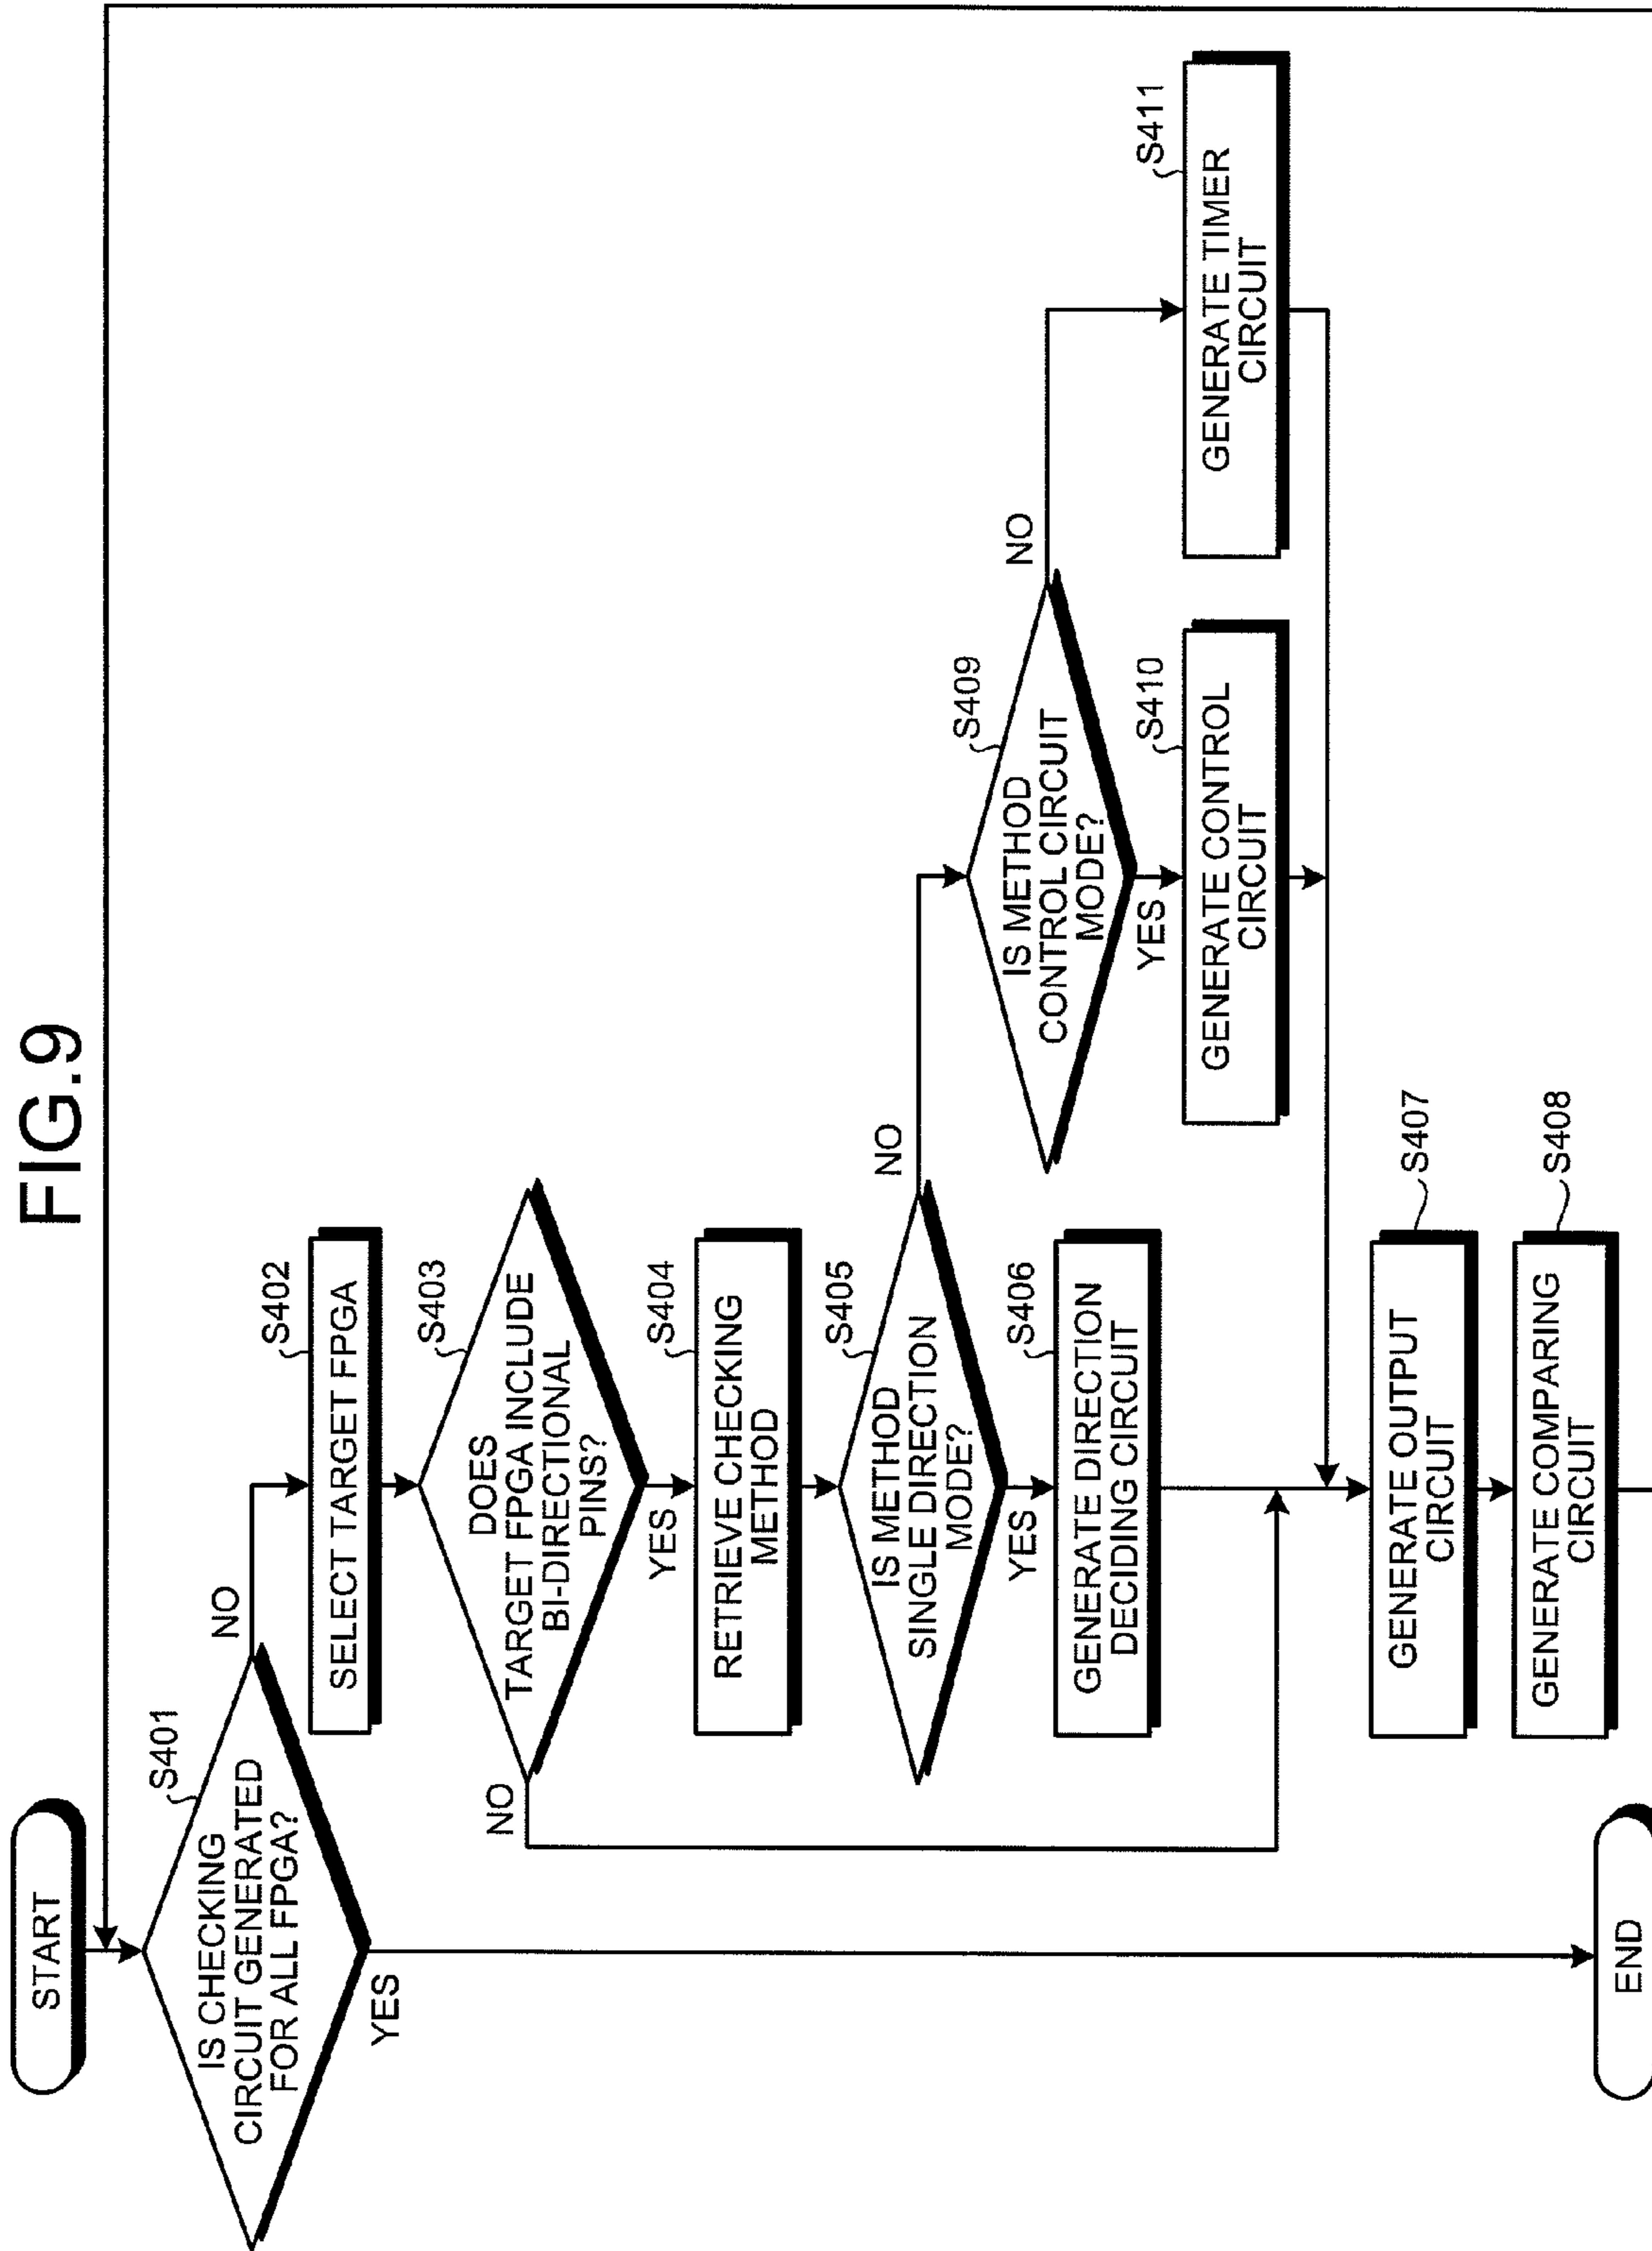 FIG.9
START
S401
IS CHECKING
CIRCUIT GENERATED
FOR ALL FPGA?
NO
YES
S402
SELECT TARGET FPGA
S403
DOES
TARGET FPGA INCLUDE
BI-DIRECTIONAL
PINS?
NO
YES
S404
RETRIEVE CHECKING
METHOD
S405
IS METHOD
SINGLE DIRECTION
MODE?
NO
YES
S406
GENERATE DIRECTION
DECIDING CIRCUIT
S409
IS METHOD
CONTROL CIRCUIT
MODE?
NO
YES
S410
GENERATE CONTROL
CIRCUIT
S411
GENERATE TIMER
CIRCUIT
S407
GENERATE OUTPUT
CIRCUIT
S408
GENERATE COMPARING
CIRCUIT
END